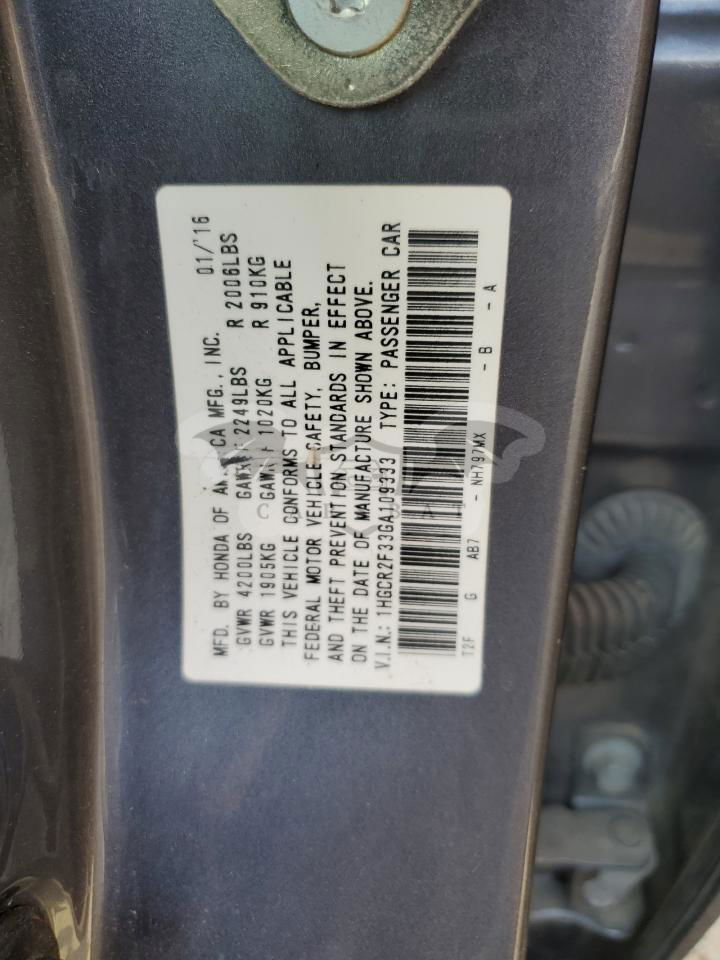 MFD. BY HONDA OF AMERICA MFG., INC. 01/'16
GVWR 4200LBS GAWR F 2249LBS R 2006LBS
GVWR 1905KG GAWR F 1020KG R 910KG
THIS VEHICLE CONFORMS TO ALL APPLICABLE
FEDERAL MOTOR VEHICLE SAFETY, BUMPER,
AND THEFT PREVENTION STANDARDS IN EFFECT
ON THE DATE OF MANUFACTURE SHOWN ABOVE.
V.I.N.: 1HGCR2F33GA109333 TYPE: PASSENGER CAR
T2F G AB7 - NH797MX - B - A